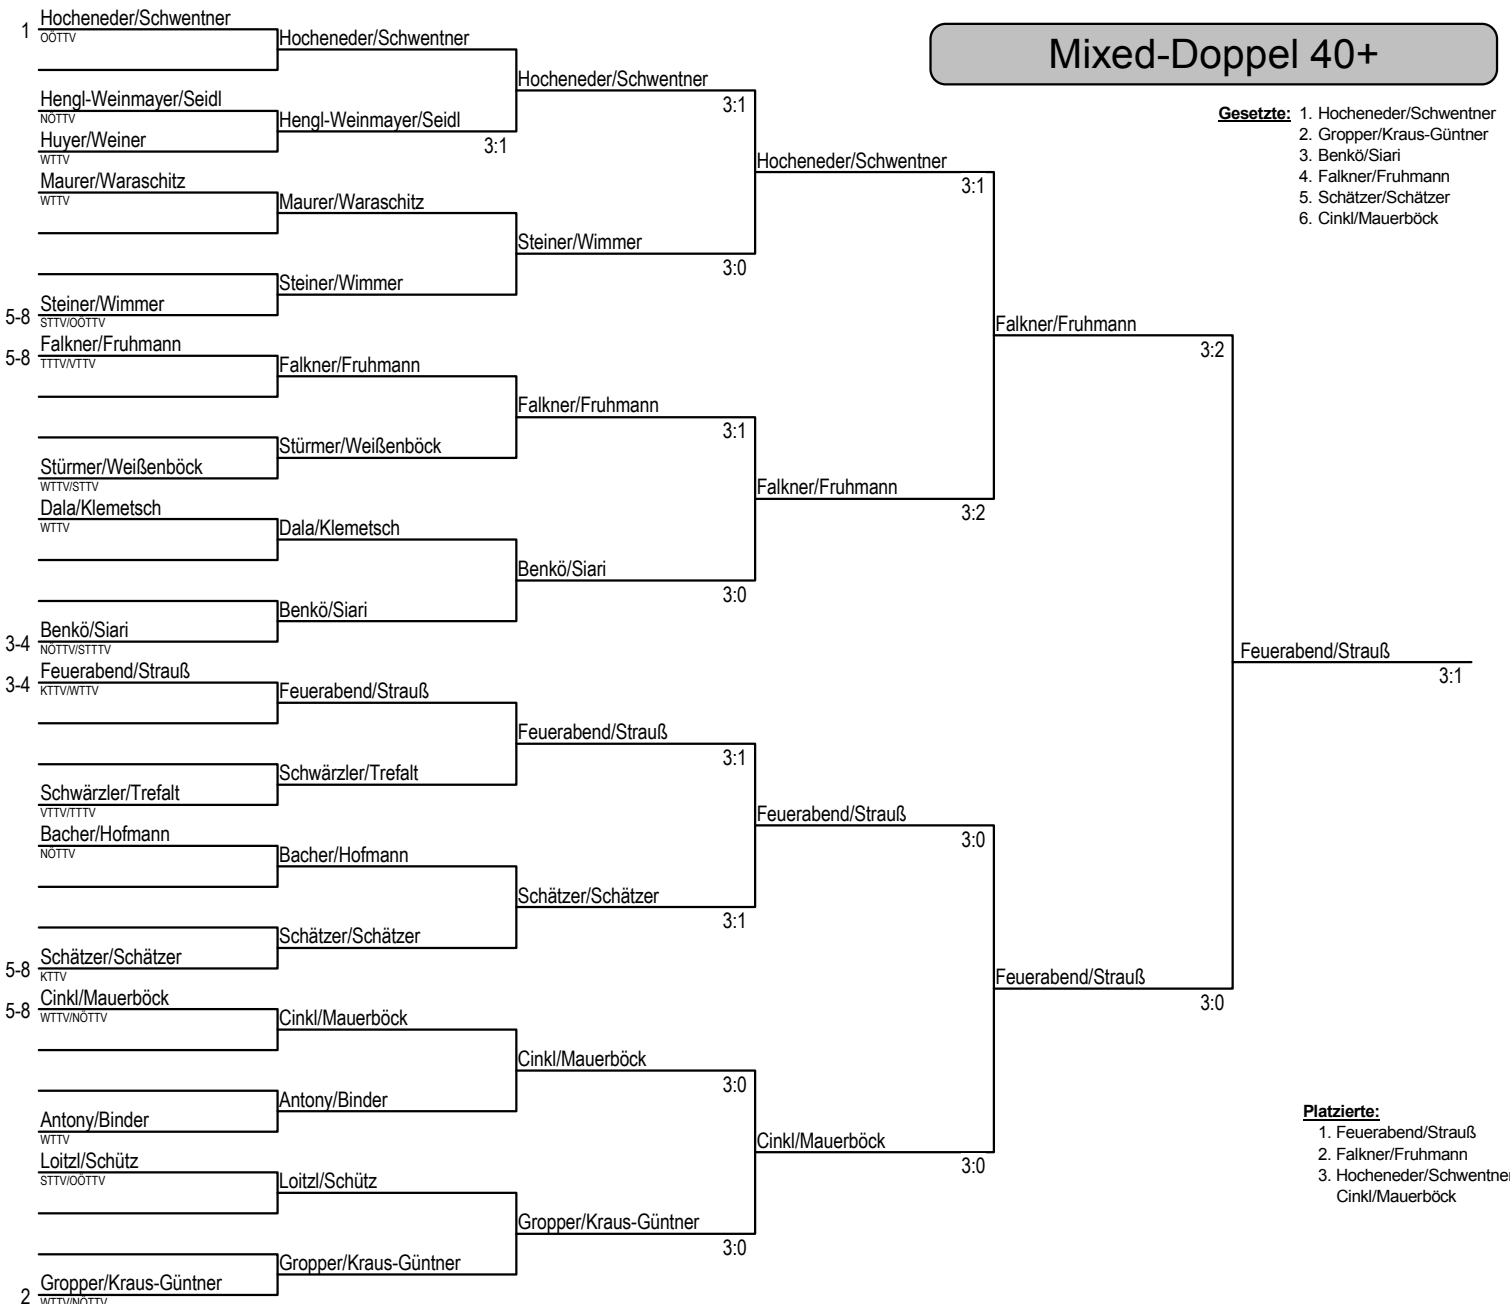 Mixed-Doppel 40+
Gesetzte: 1. Hocheneder/Schwentner
2. Gropper/Kraus-Güntner
3. Benkö/Siari
4. Falkner/Fruhmann
5. Schätzer/Schätzer
6. Cinkl/Mauerböck
1 Hocheneder/Schwentner
OÖTTV
Hengl-Weinmayer/Seidl
NÖTTV
Huyer/Weiner
WTTV
Maurer/Waraschitz
WTTV
5-8 Steiner/Wimmer
STTV/OÖTTV
5-8 Falkner/Fruhmann
TTTV/VTTV
Stürmer/Weißenböck
WTTV/STTV
Dala/Klemetsch
WTTV
3-4 Benkö/Siari
NÖTTV/STTTV
3-4 Feuerabend/Strauß
KTTV/WTTV
Schwärzler/Trefalt
VTTV/TTTV
Bacher/Hofmann
NÖTTV
5-8 Schätzer/Schätzer
KTTV
5-8 Cinkl/Mauerböck
WTTV/NÖTTV
Antony/Binder
WTTV
Loitzl/Schütz
STTV/OÖTTV
2 Gropper/Kraus-Güntner
WTTV/NÖTTV
Hocheneder/Schwentner
Hengl-Weinmayer/Seidl
3:1
Maurer/Waraschitz
Steiner/Wimmer
Falkner/Fruhmann
Stürmer/Weißenböck
Dala/Klemetsch
Benkö/Siari
Feuerabend/Strauß
Schwärzler/Trefalt
Bacher/Hofmann
Schätzer/Schätzer
Cinkl/Mauerböck
Antony/Binder
Loitzl/Schütz
Gropper/Kraus-Güntner
Hocheneder/Schwentner
3:1
Steiner/Wimmer
3:0
Falkner/Fruhmann
3:1
Benkö/Siari
3:0
Feuerabend/Strauß
3:1
Schätzer/Schätzer
3:1
Cinkl/Mauerböck
3:0
Gropper/Kraus-Güntner
3:0
Hocheneder/Schwentner
3:1
Falkner/Fruhmann
3:2
Feuerabend/Strauß
3:0
Cinkl/Mauerböck
3:0
Falkner/Fruhmann
3:2
Feuerabend/Strauß
3:0
Feuerabend/Strauß
3:1
Platzierte:
1. Feuerabend/Strauß
2. Falkner/Fruhmann
3. Hocheneder/Schwentner
Cinkl/Mauerböck